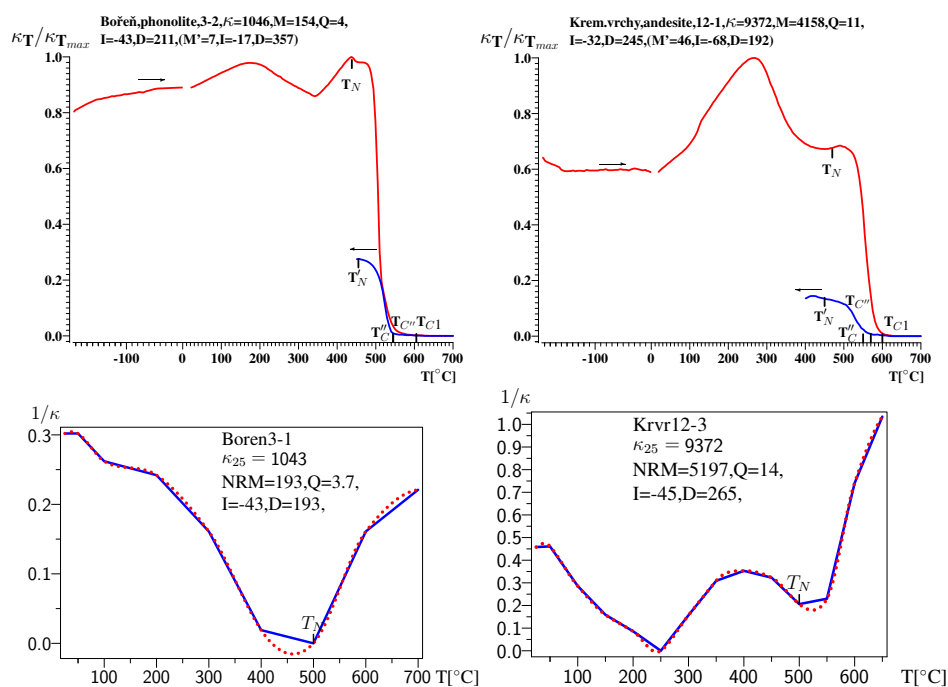 Bořeň,phonolite,3-2,κ=1046,M=154,Q=4,
κT/κTmax I=-43,D=211,(M'=7,I=-17,D=357)
1.0
0.8
0.6
0.4
0.2
0.0
TN
T'N
T''C TC'' TC1
-100 0 100 200 300 400 500 600 700
T[°C]
Krem.vrchy,andesite,12-1,κ=9372,M=4158,Q=11,
κT/κTmax I=-32,D=245,(M'=46,I=-68,D=192)
1.0
0.8
0.6
0.4
0.2
0.0
TN
T'N
TC''
T''C TC1
-100 0 100 200 300 400 500 600 700
T[°C]
1/κ
0.3
0.2
0.1
0.0
Boren3-1
κ25 = 1043
NRM=193,Q=3.7,
I=-43,D=193,
TN
100 200 300 400 500 600 700 T[°C]
1/κ
1.0
0.9
0.8
0.7
0.6
0.5
0.4
0.3
0.2
0.1
0.0
Krvr12-3
κ25 = 9372
NRM=5197,Q=14,
I=-45,D=265,
TN
100 200 300 400 500 600 T[°C]